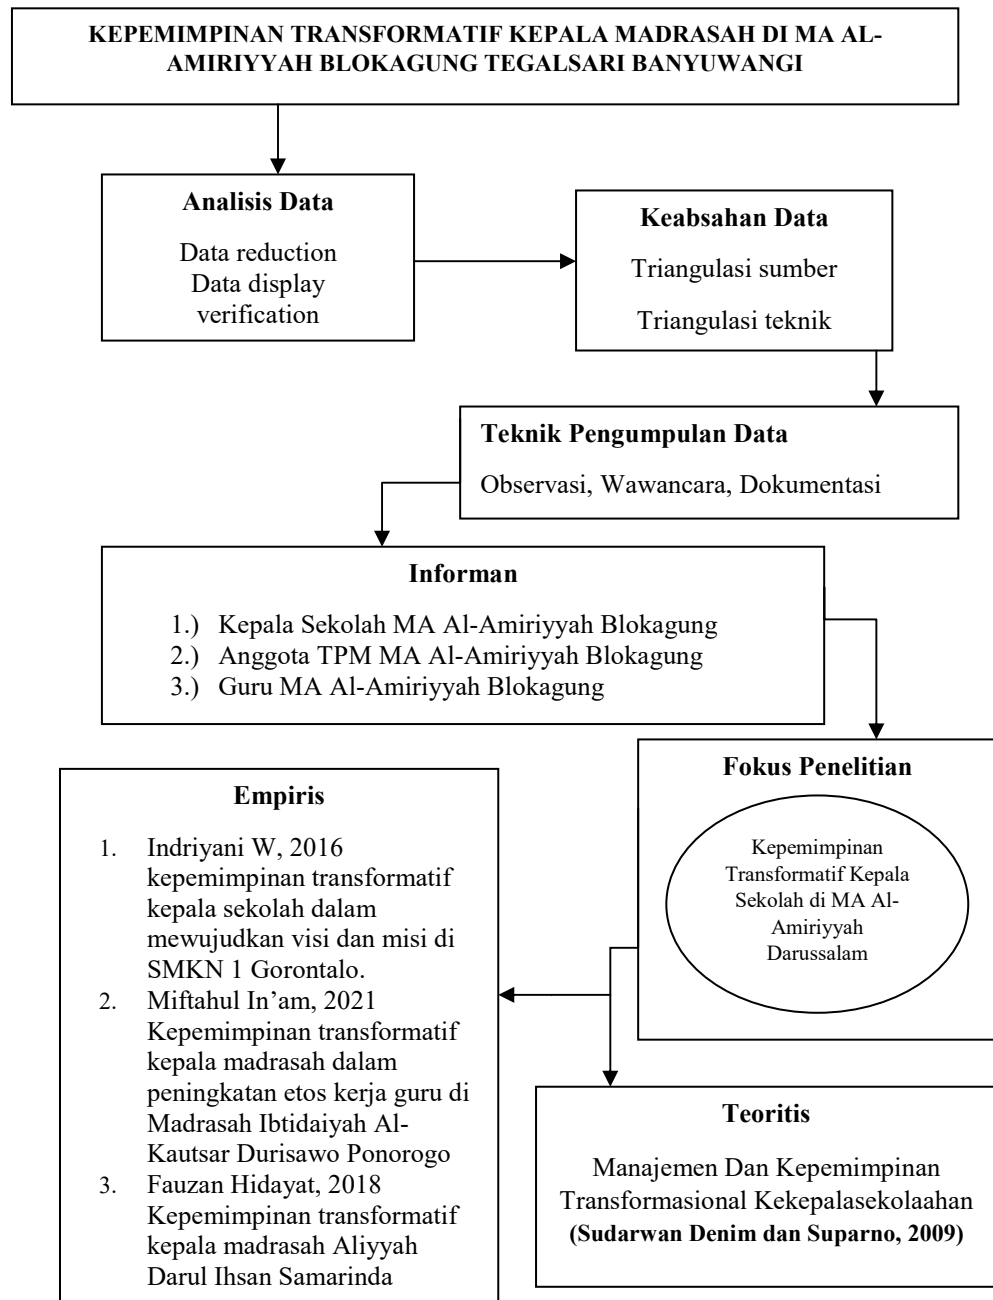 KEPEMIMPINAN TRANSFORMATIF KEPALA MADRASAH DI MA AL-
AMIRIYYAH BLOKAGUNG TEGALSARI BANYUWANGI
Analisis Data
Data reduction
Data display
verification
Keabsahan Data
Triangulasi sumber
Triangulasi teknik
Teknik Pengumpulan Data
Observasi, Wawancara, Dokumentasi
Informan
1.) Kepala Sekolah MA Al-Amiriyyah Blokagung
2.) Anggota TPM MA Al-Amiriyyah Blokagung
3.) Guru MA Al-Amiriyyah Blokagung
Fokus Penelitian
Kepemimpinan
Transformatif Kepala
Sekolah di MA Al-
Amiriyyah
Darussalam
Empiris
1. Indriyani W, 2016
kepemimpinan transformatif
kepala sekolah dalam
mewujudkan visi dan misi di
SMKN 1 Gorontalo.
2. Miftahul In’am, 2021
Kepemimpinan transformatif
kepala madrasah dalam
peningkatan etos kerja guru di
Madrasah Ibtidaiyah Al-
Kautsar Durisawo Ponorogo
3. Fauzan Hidayat, 2018
Kepemimpinan transformatif
kepala madrasah Aliyyah
Darul Ihsan Samarinda
Teoritis
Manajemen Dan Kepemimpinan
Transformasional Kekepalasekolaahan
(Sudarwan Denim dan Suparno, 2009)